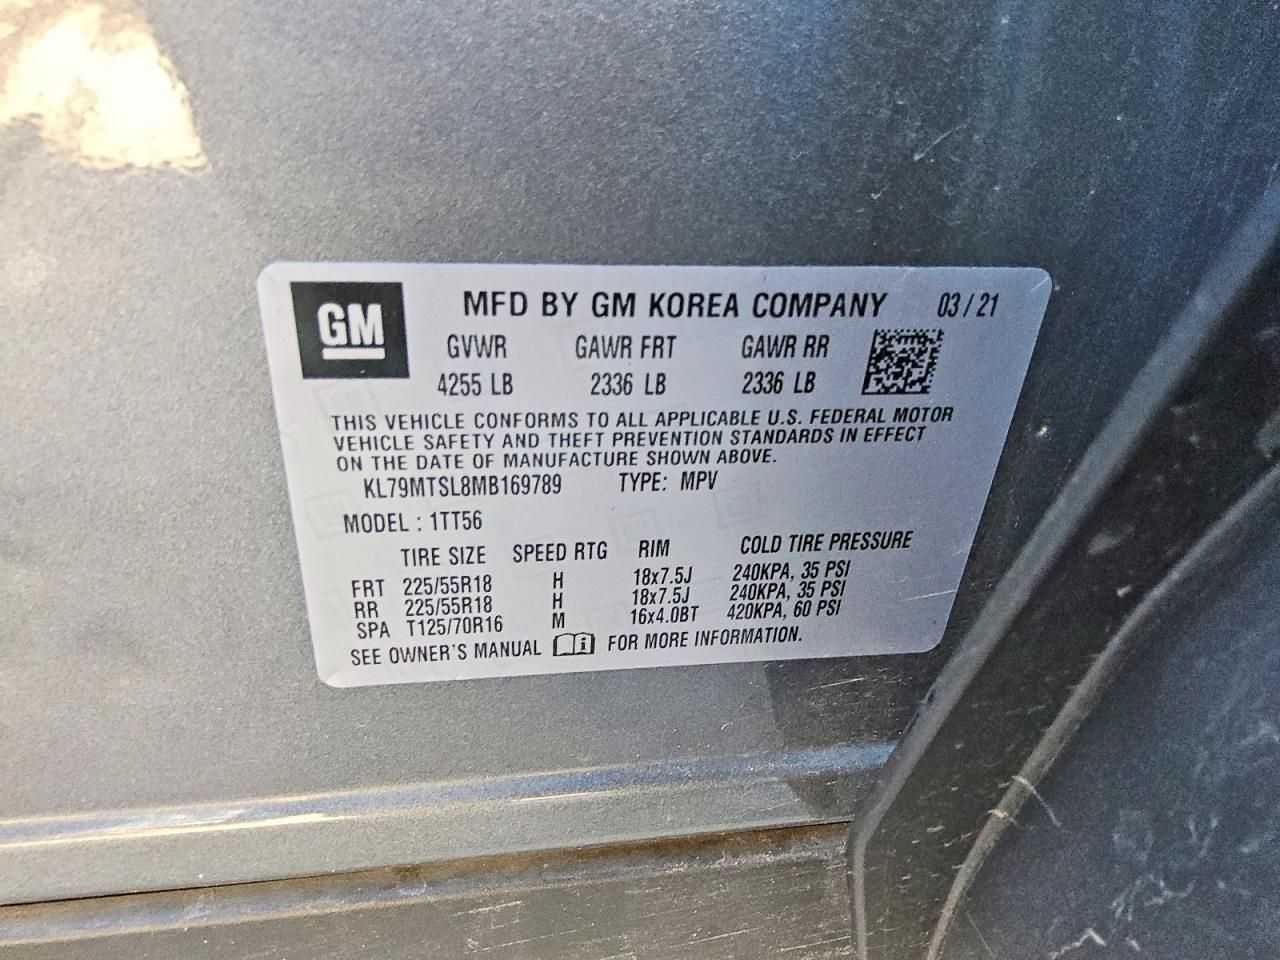 GM
MFD BY GM KOREA COMPANY 03/21
GVWR GAWR FRT GAWR RR
4255 LB 2336 LB 2336 LB
THIS VEHICLE CONFORMS TO ALL APPLICABLE U.S. FEDERAL MOTOR
VEHICLE SAFETY AND THEFT PREVENTION STANDARDS IN EFFECT
ON THE DATE OF MANUFACTURE SHOWN ABOVE.
KL79MTSL8MB169789 TYPE: MPV
MODEL : 1TT56
TIRE SIZE SPEED RTG RIM COLD TIRE PRESSURE
FRT 225/55R18 H 18x7.5J 240KPA, 35 PSI
RR 225/55R18 H 18x7.5J 240KPA, 35 PSI
SPA T125/70R16 M 16x4.0BT 420KPA, 60 PSI
SEE OWNER'S MANUAL FOR MORE INFORMATION.